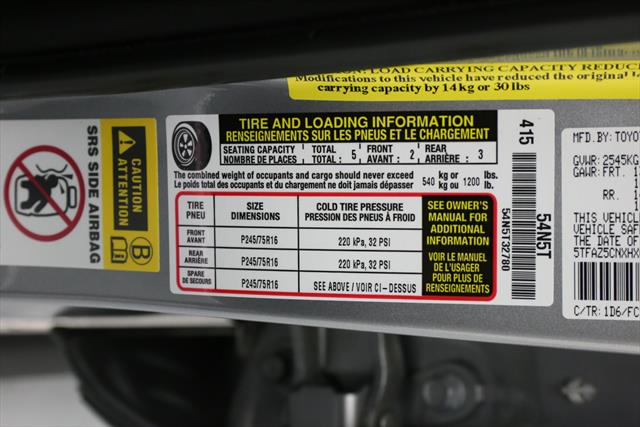 CAUTION: LOAD CARRYING CAPACITY REDUCED
Modifications to this vehicle have reduced the original
carrying capacity by 14 kg or 30 lbs
CAUTION
ATTENTION
SRS SIDE AIRBAG
B
TIRE AND LOADING INFORMATION
RENSEIGNEMENTS SUR LES PNEUS ET LE CHARGEMENT
SEATING CAPACITY TOTAL : 5 FRONT : 2 REAR : 3
NOMBRE DE PLACES TOTAL : 5 AVANT : 2 ARRIÈRE : 3
The combined weight of occupants and cargo should never exceed 540 kg or 1200 lbs.
Le poids total des occupants et du chargement ne doit jamais dépasser 540 kg ou 1200 lb.
TIRE PNEU
SIZE DIMENSIONS
COLD TIRE PRESSURE
PRESSION DES PNEUS À FROID
FRONT AVANT P245/75R16 220 kPa, 32 PSI
REAR ARRIÈRE P245/75R16 220 kPa, 32 PSI
SPARE DE SECOURS P245/75R16 SEE ABOVE / VOIR CI-DESSUS
SEE OWNER'S
MANUAL FOR
ADDITIONAL
INFORMATION
VOIR LE MANUEL
DE L'USAGER
POUR PLUS DE
RENSEIGNEMENTS
415
54N5T32780
54N5T
MFD.BY: TOYO
GVWR: 2545KG
GAWR: FRT. 1
RR. 1
THIS VEHICLE
VEHICLE SAF
THE DATE OF
5TFAZ5CNXHX
C/TR: 1D6/FC